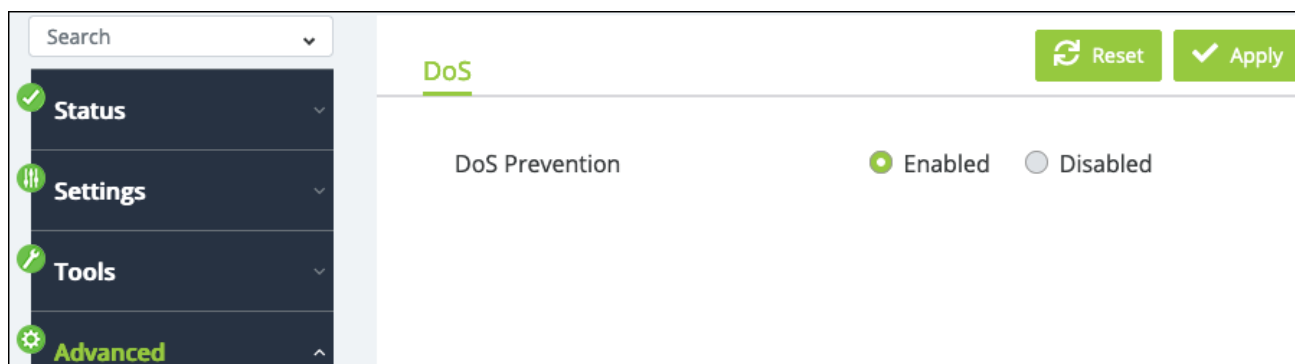 Search
Status
Settings
Tools
Advanced
DoS
Reset
Apply
DoS Prevention
Enabled
Disabled